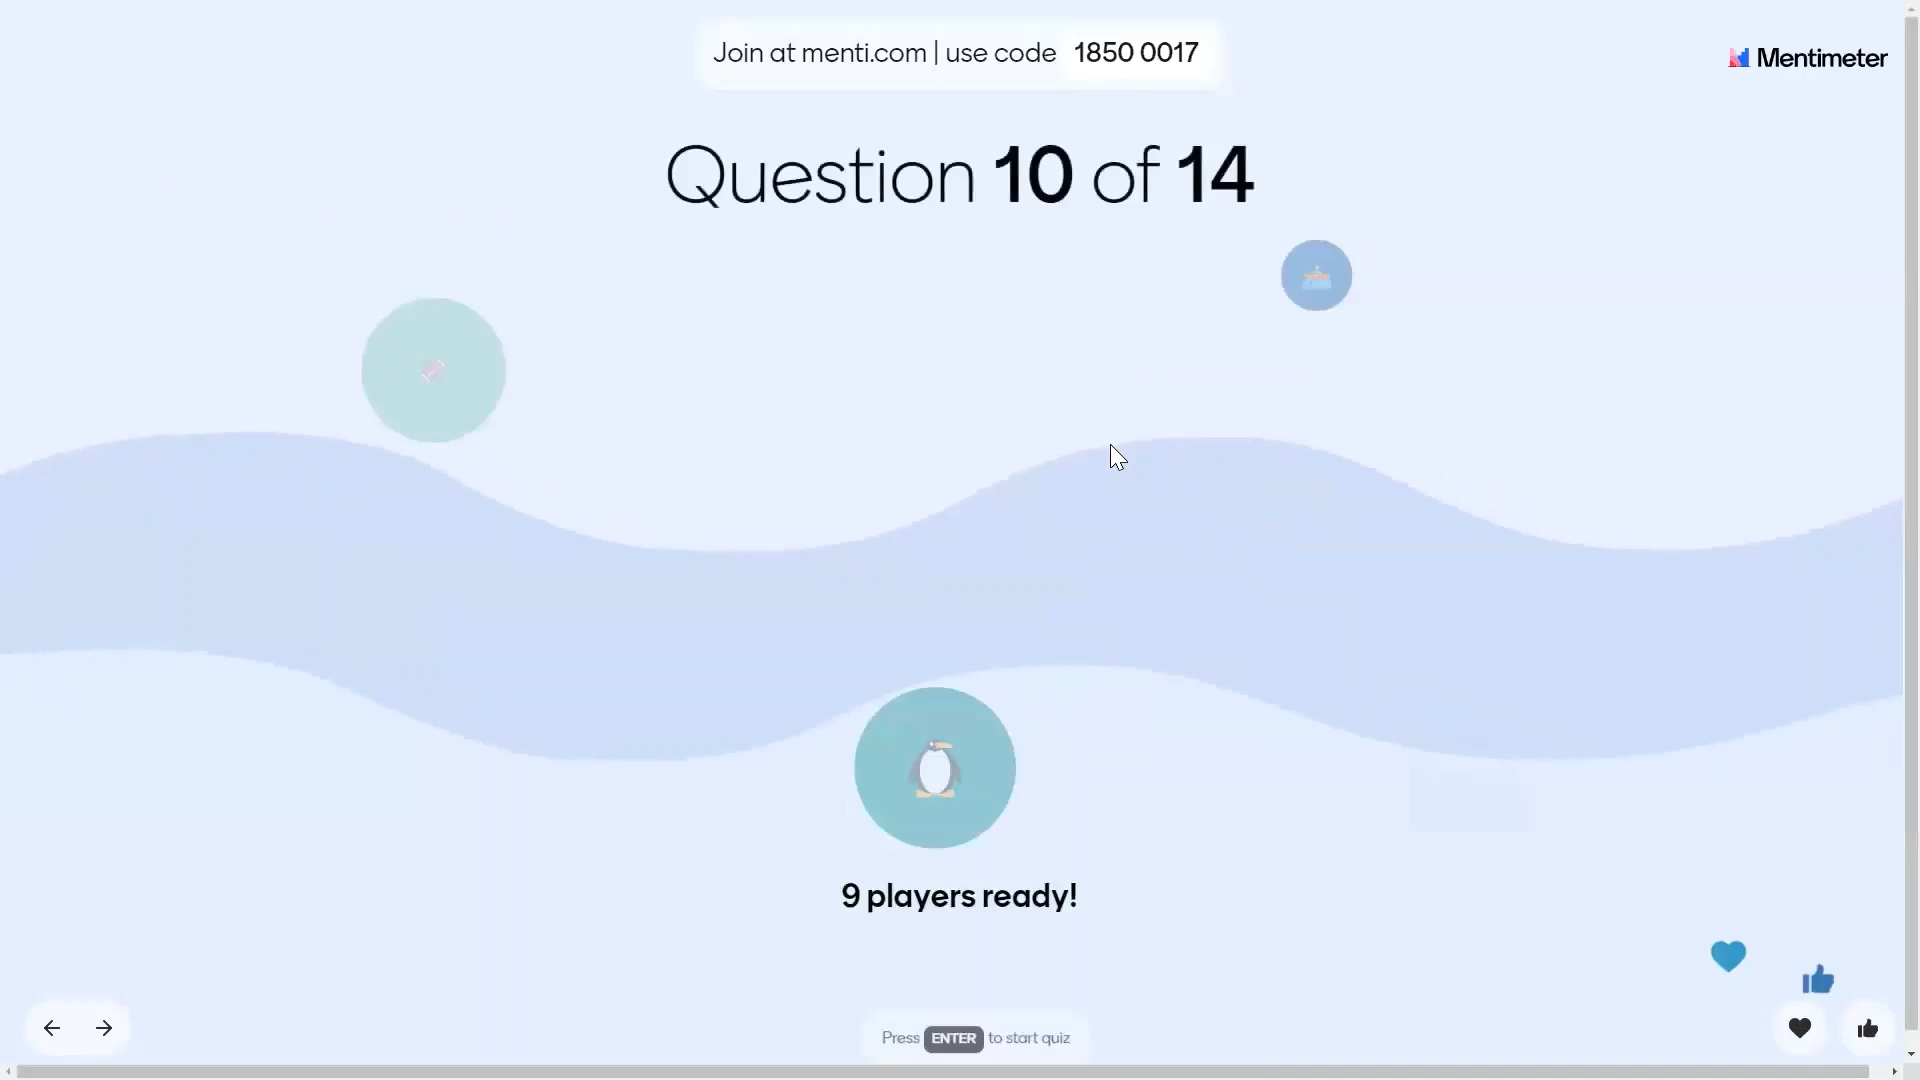 Join at menti.com | use code 1850 0017
Mentimeter
Question 10 of 14
9 players ready!
Press ENTER to start quiz